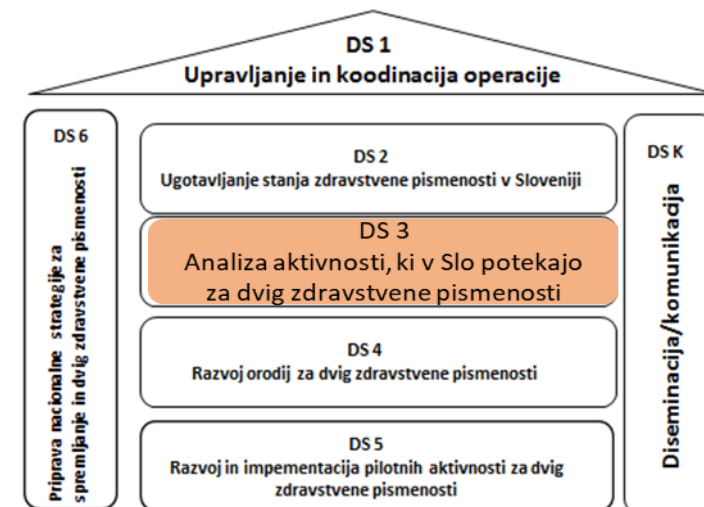 DS 1
Upravljanje in koodinacija operacije
DS 6
Priprava nacionalne strategije za
spremljanje in dvig zdravstvene pismenosti
DS 2
Ugotavljanje stanja zdravstvene pismenosti v Sloveniji
DS 3
Analiza aktivnosti, ki v Slo potekajo
za dvig zdravstvene pismenosti
DS 4
Razvoj orodij za dvig zdravstvene pismenosti
DS 5
Razvoj in impementacija pilotnih aktivnosti za dvig
zdravstvene pismenosti
DS K
Diseminacija/komunikacija